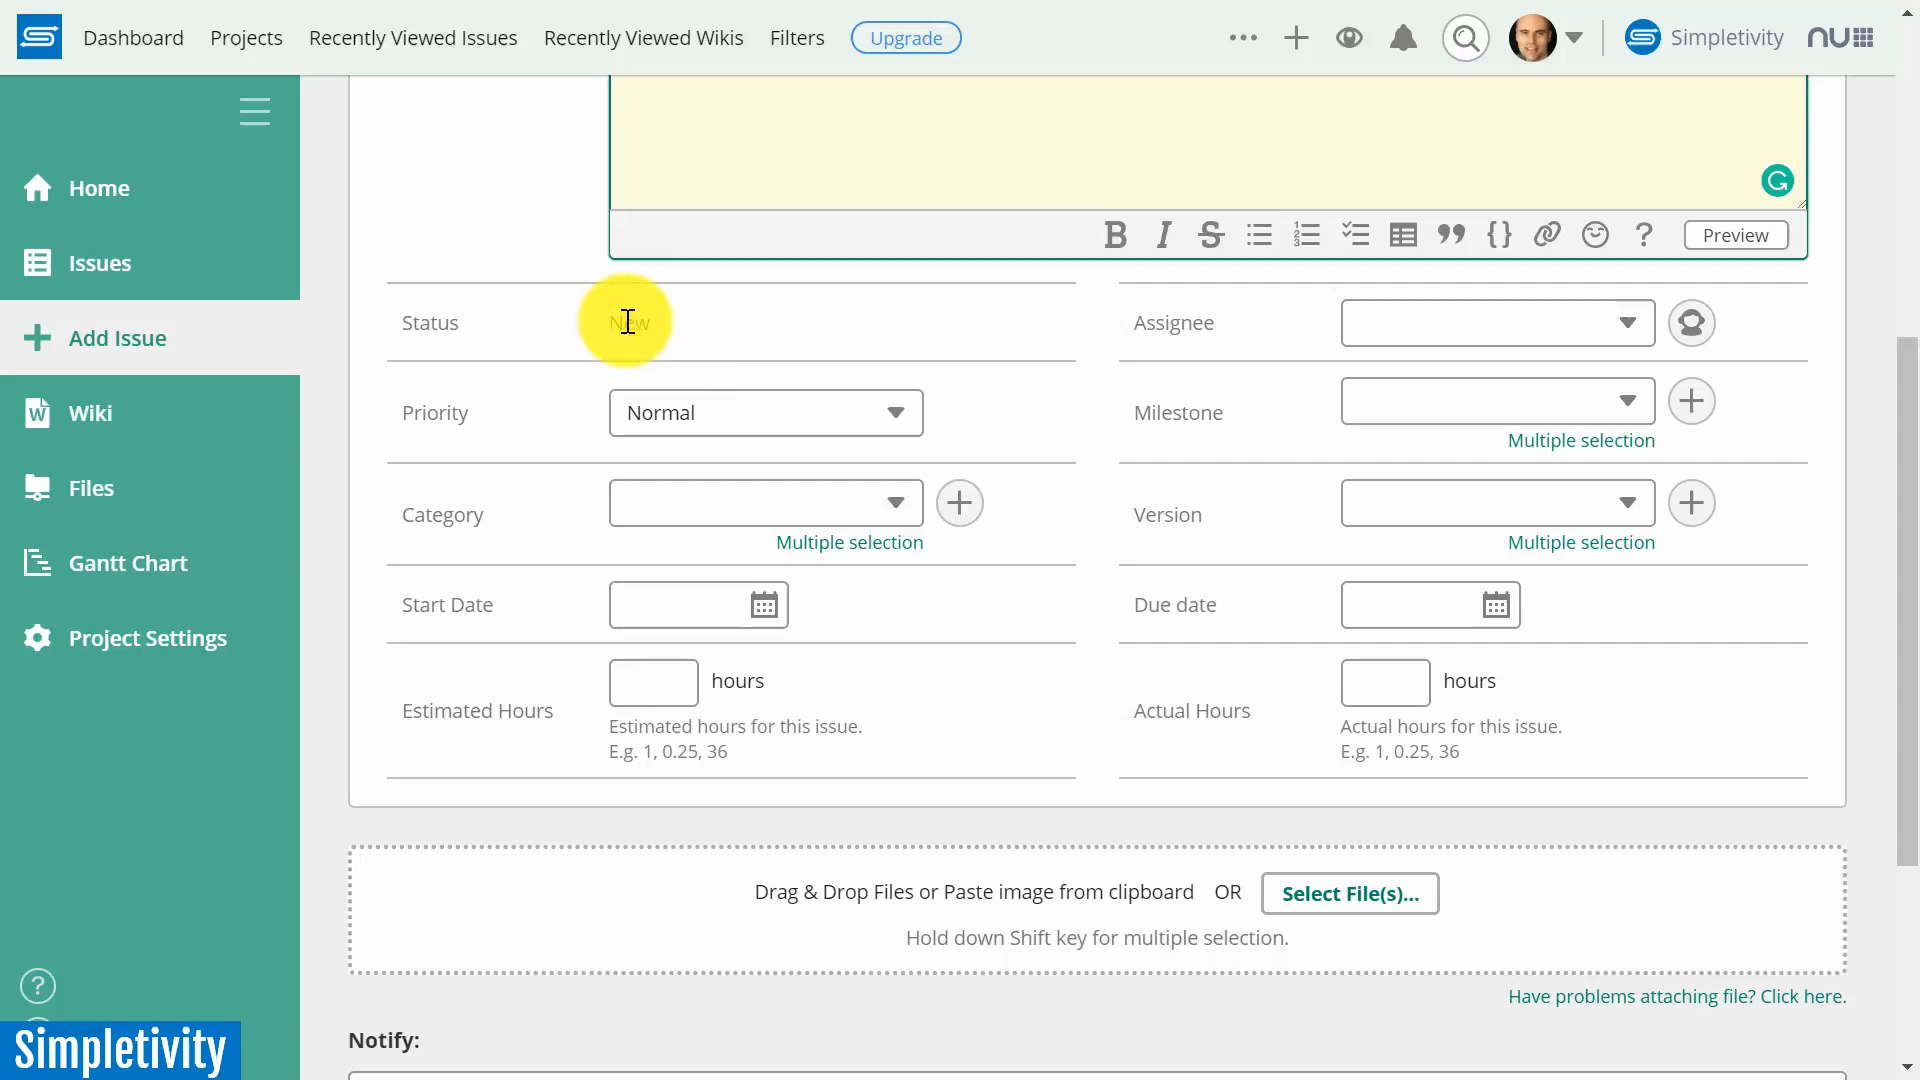 Dashboard Projects Recently Viewed Issues Recently Viewed Wikis Filters Upgrade Simpletivity nu
Home
Issues
Add Issue
Wiki
Files
Gantt Chart
Project Settings
Preview
Status New
Assignee
Priority Normal
Milestone
Multiple selection
Category
Multiple selection
Version
Multiple selection
Start Date
Due date
Estimated Hours hours
Estimated hours for this issue.
E.g. 1, 0.25, 36
Actual Hours hours
Actual hours for this issue.
E.g. 1, 0.25, 36
Drag & Drop Files or Paste image from clipboard OR Select File(s)...
Hold down Shift key for multiple selection.
Have problems attaching file? Click here.
Notify:
Simpletivity